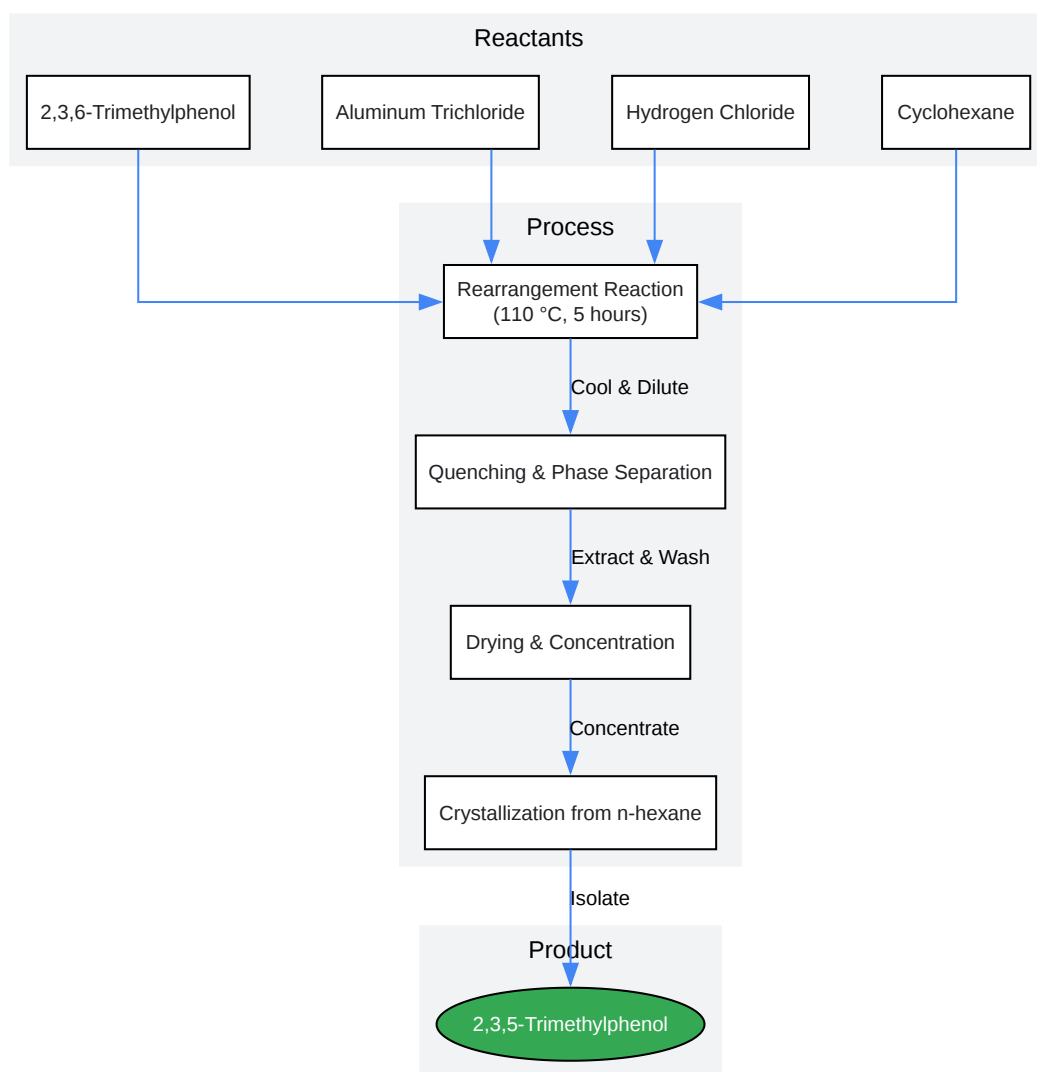 Reactants
2,3,6-Trimethylphenol
Aluminum Trichloride
Hydrogen Chloride
Cyclohexane
Process
Rearrangement Reaction
(110 °C, 5 hours)
Cool & Dilute
Quenching & Phase Separation
Extract & Wash
Drying & Concentration
Concentrate
Crystallization from n-hexane
Isolate
Product
2,3,5-Trimethylphenol